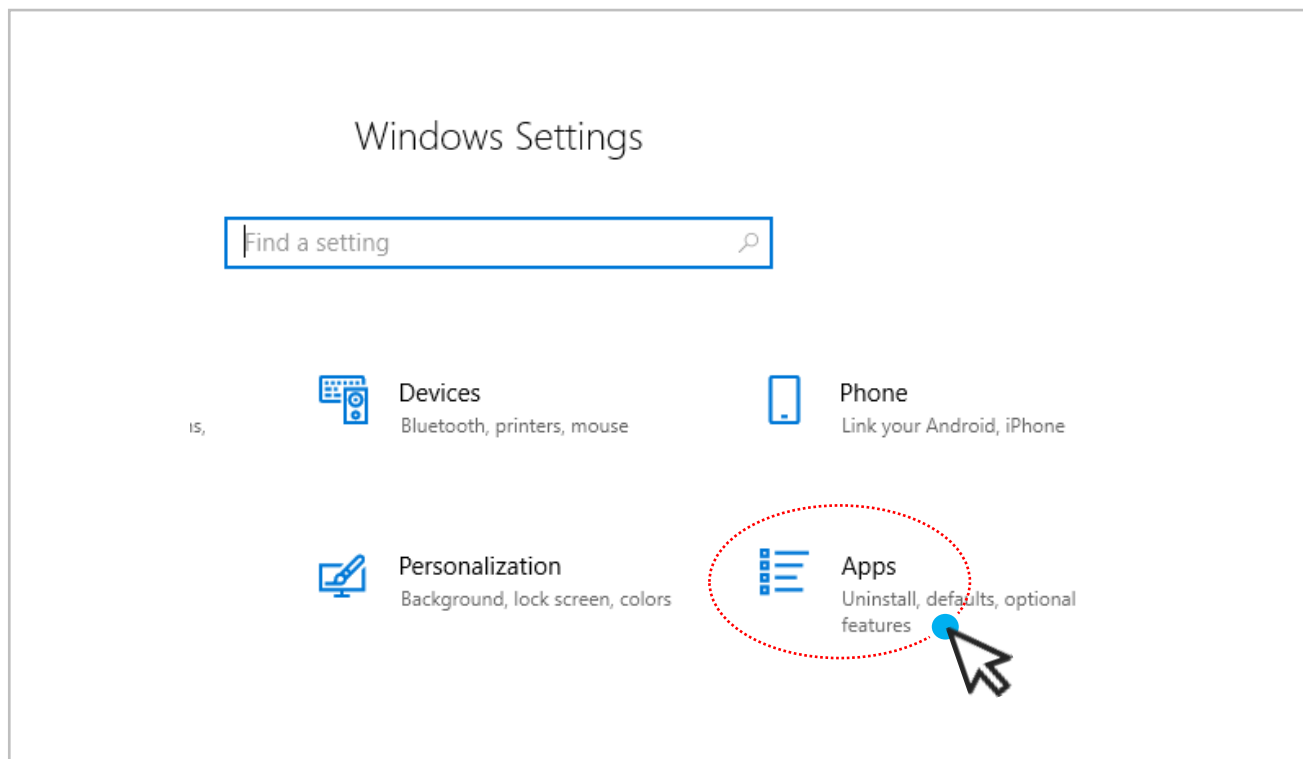 Windows Settings
Find a setting
Devices
Bluetooth, printers, mouse
Phone
Link your Android, iPhone
Personalization
Background, lock screen, colors
Apps
Uninstall, defaults, optional
features